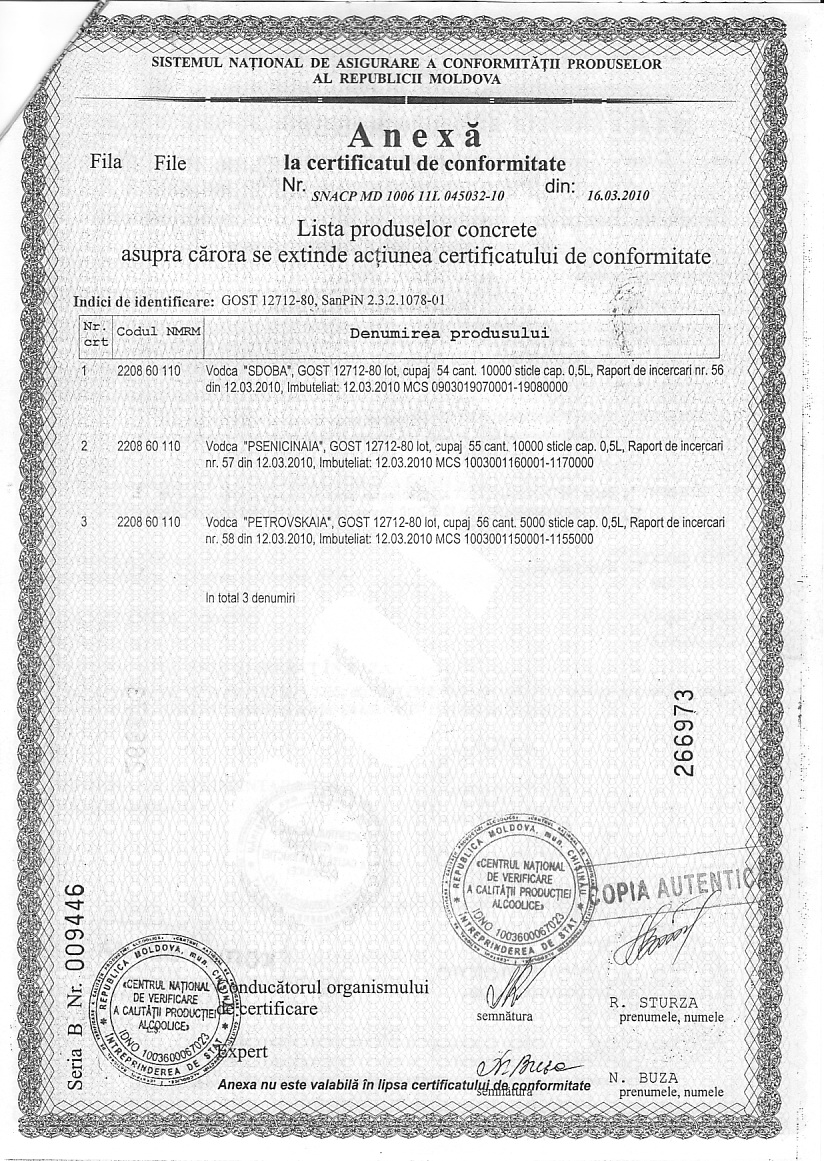 SISTEMUL NAȚIONAL DE ASIGURARE A CONFORMITĂȚII PRODUSELOR
AL REPUBLICII MOLDOVA
Anexă
Fila File la certificatul de conformitate
Nr. SNACP MD 1006 11L 045032-10 din: 16.03.2010
Lista produselor concrete
asupra cărora se extinde acțiunea certificatului de conformitate
Indici de identificare: GOST 12712-80, SanPiN 2.3.2.1078-01
Nr. crt Codul NMRM Denumirea produsului
1 2208 60 110 Vodca "SDOBA", GOST 12712-80 lot, cupaj 54 cant. 10000 sticle cap. 0,5L, Raport de incercari nr. 56
din 12.03.2010, Imbuteliat: 12.03.2010 MCS 0903019070001-19080000
2 2208 60 110 Vodca "PSENICINAIA", GOST 12712-80 lot, cupaj 55 cant. 10000 sticle cap. 0,5L, Raport de incercari
nr. 57 din 12.03.2010, Imbuteliat: 12.03.2010 MCS 1003001160001-1170000
3 2208 60 110 Vodca "PETROVSKAIA", GOST 12712-80 lot, cupaj 56 cant. 5000 sticle cap. 0,5L, Raport de incercari
nr. 58 din 12.03.2010, Imbuteliat: 12.03.2010 MCS 1003001150001-1155000
In total 3 denumiri
266973
REPUBLICA MOLDOVA, mun. CHIȘINĂU
«CENTRUL NAȚIONAL
DE VERIFICARE
A CALITĂȚII PRODUCȚIEI
ALCOOLICE»
IDNO 1003600067023
ÎNTREPRINDEREA DE STAT
COPIA AUTENTIC
Seria B Nr. 009446
REPUBLICA MOLDOVA, mun. CHIȘINĂU
«CENTRUL NAȚIONAL
DE VERIFICARE
A CALITĂȚII PRODUCȚIEI
ALCOOLICE»
IDNO 1003600067023
ÎNTREPRINDEREA DE STAT
Conducătorul organismului
de certificare
semnătura
R. STURZA
prenumele, numele
Expert
N. Buza
semnătura
N. BUZA
prenumele, numele
Anexa nu este valabilă în lipsa certificatului de conformitate